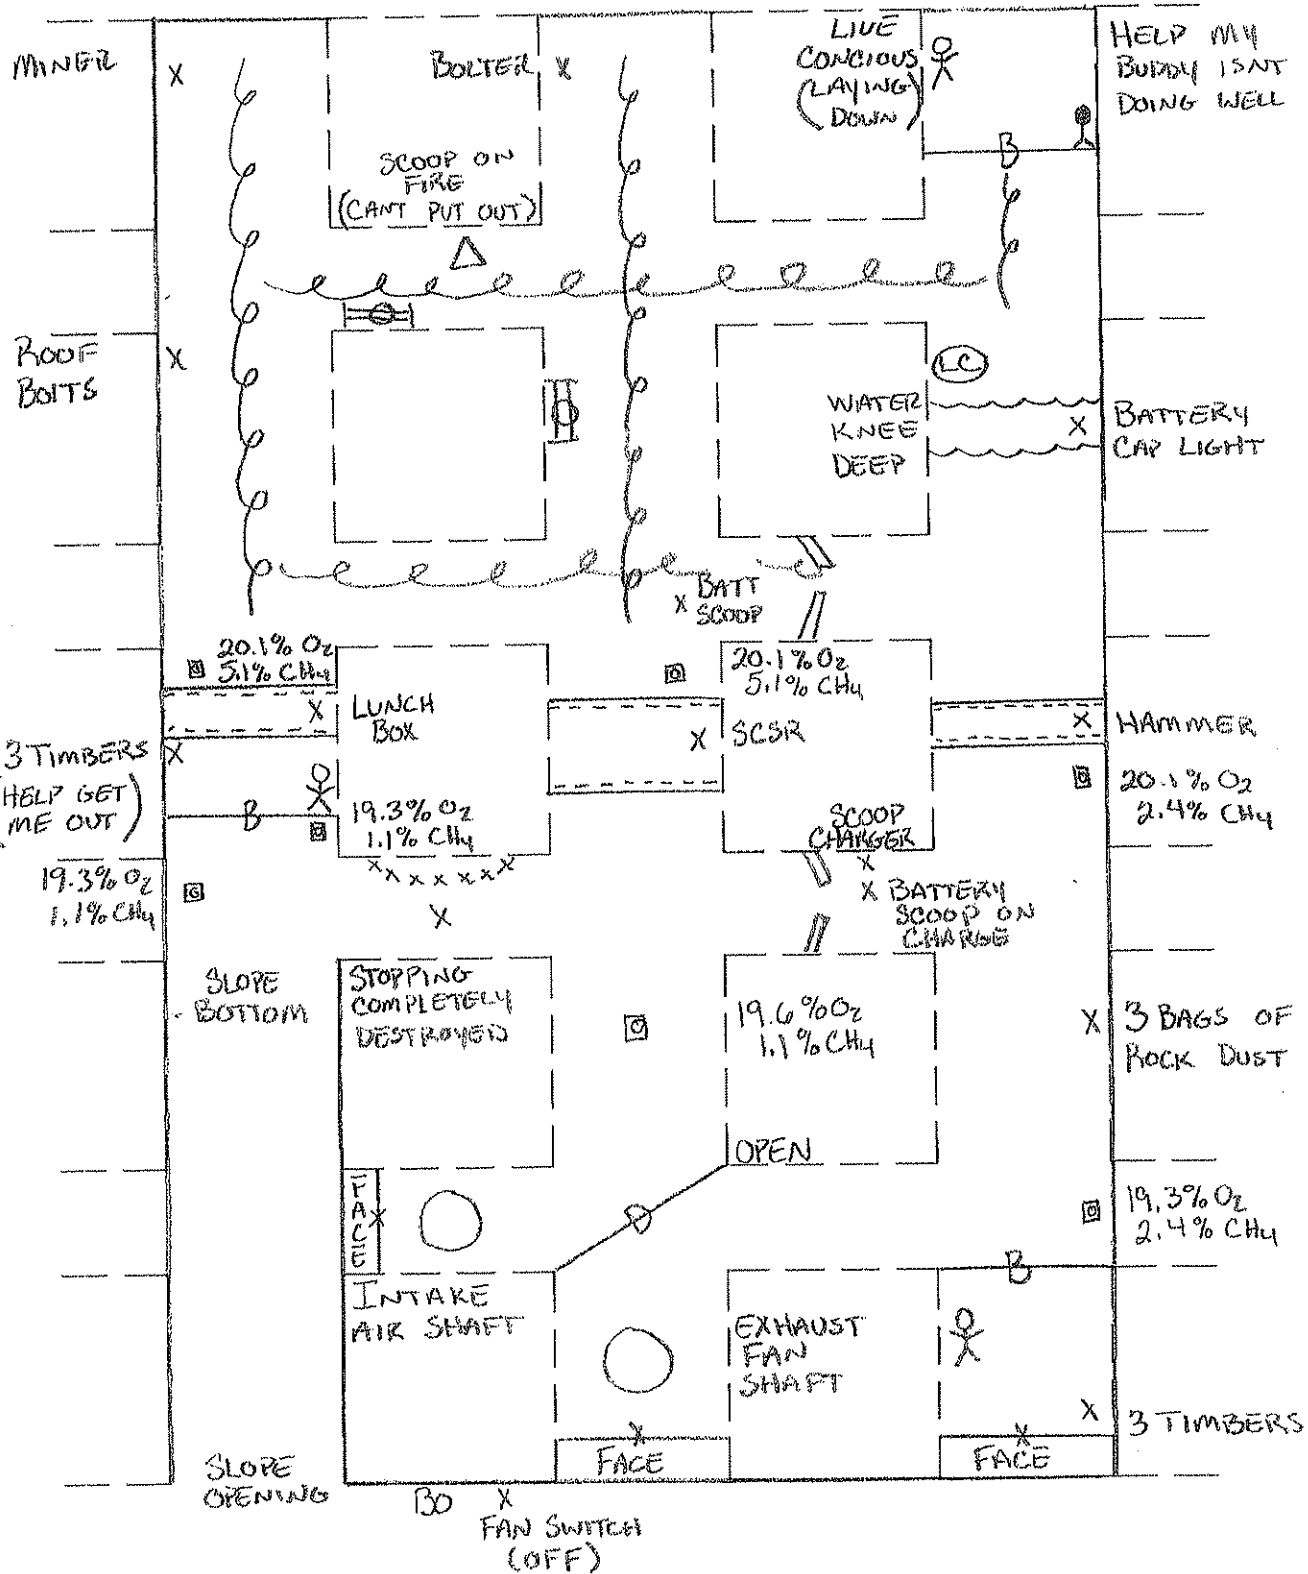 MINER
X
BOLTER X
LIVE
CONCIOUS
(LAYING)
DOWN
HELP MY
BUDDY ISNT
DOING WELL
B
SCOOP ON
FIRE
(CANT PUT OUT)
ROOF
BOLTS
X
LC
WATER
KNEE
DEEP
X
BATTERY
CAP LIGHT
X BATT
SCOOP
20.1% O2
5.1% CH4
20.1% O2
5.1% CH4
X
LUNCH
BOX
X
SCSR
X
HAMMER
3 TIMBERS
(HELP GET)
ME OUT
X
B
19.3% O2
1.1% CH4
20.1% O2
2.4% CH4
SCOOP
CHARGER
X
19.3% O2
1.1% CH4
X X X X X X X
X
X BATTERY
SCOOP ON
CHARGE
SLOPE
BOTTOM
STOPPING
COMPLETELY
DESTROYED
19.6% O2
1.1% CH4
X
3 BAGS OF
ROCK DUST
OPEN
FACE
X
19.3% O2
2.4% CH4
B
INTAKE
AIR SHAFT
EXHAUST
FAN
SHAFT
X
3 TIMBERS
X
FACE
X
FACE
SLOPE
OPENING
BO
X
FAN SWITCH
(OFF)